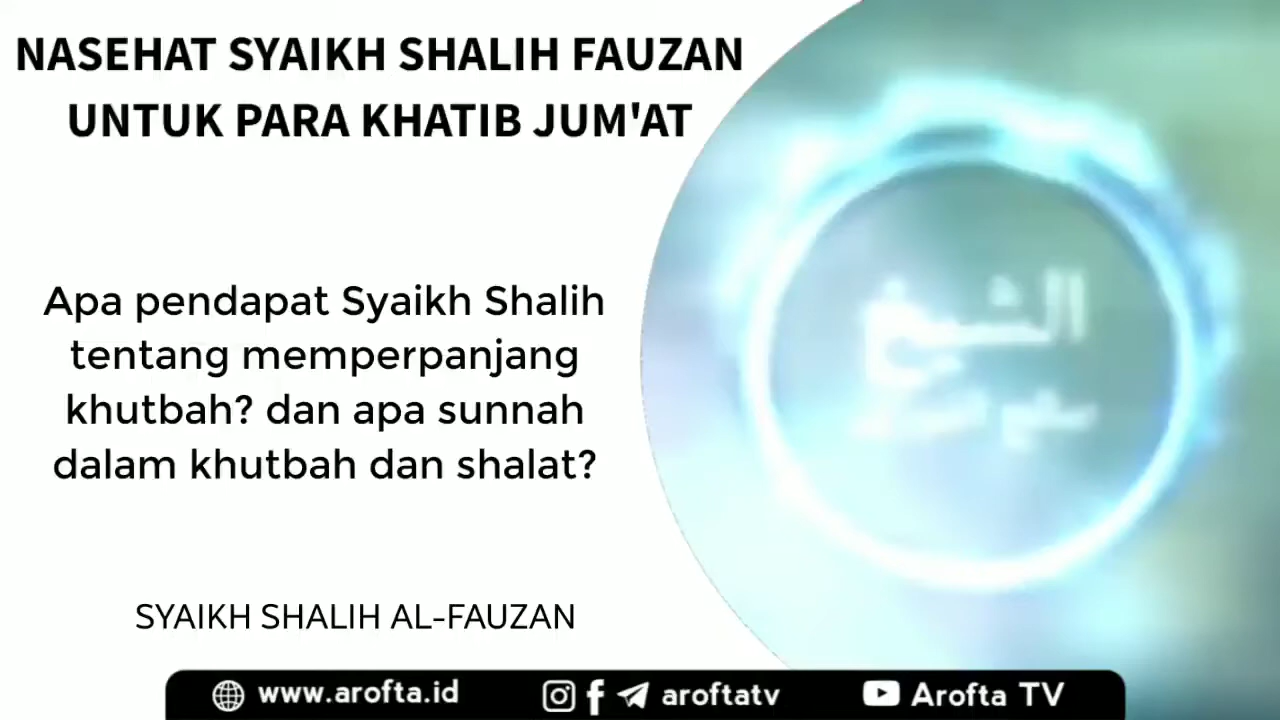 NASEHAT SYAIKH SHALIH FAUZAN
UNTUK PARA KHATIB JUM'AT
Apa pendapat Syaikh Shalih
tentang memperpanjang
khutbah? dan apa sunnah
dalam khutbah dan shalat?
SYAIKH SHALIH AL-FAUZAN
الشيخ
www.arofta.id aroftatv Arofta TV